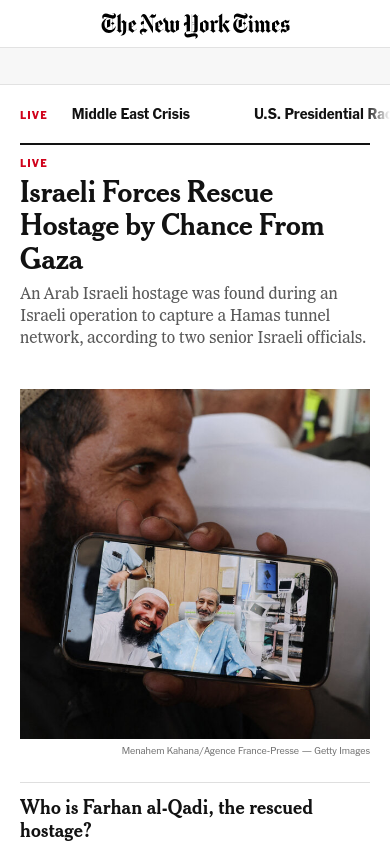 The New York Times
LIVE
Middle East Crisis
U.S. Presidential Rac
LIVE
Israeli Forces Rescue
Hostage by Chance From
Gaza
An Arab Israeli hostage was found during an
Israeli operation to capture a Hamas tunnel
network, according to two senior Israeli officials.
Menahem Kahana/Agence France-Presse — Getty Images
Who is Farhan al-Qadi, the rescued
hostage?